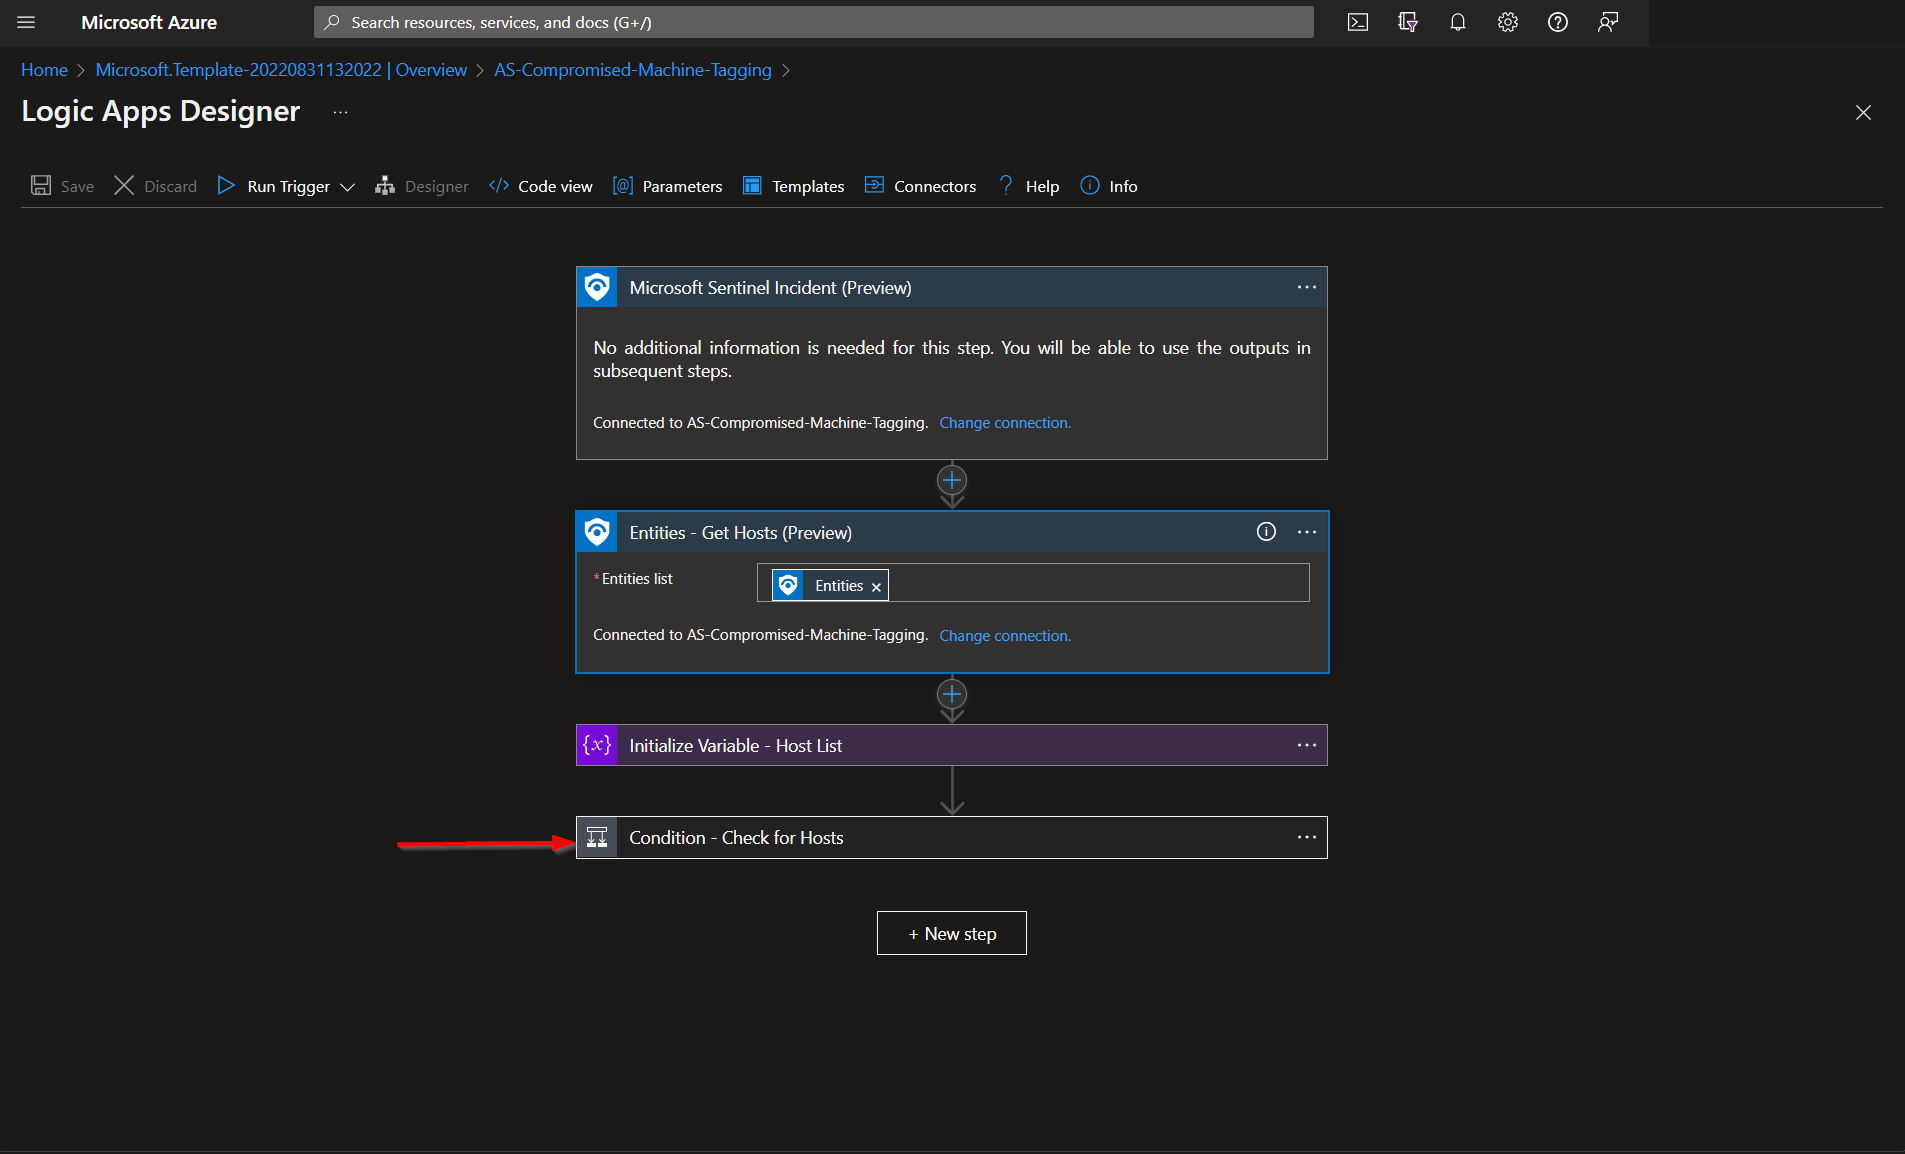 Microsoft Azure
Search resources, services, and docs (G+/)
Home > Microsoft.Template-20220831132022 | Overview > AS-Compromised-Machine-Tagging >
Logic Apps Designer ...
Save Discard Run Trigger Designer Code view Parameters Templates Connectors Help Info
Microsoft Sentinel Incident (Preview)
No additional information is needed for this step. You will be able to use the outputs in
subsequent steps.
Connected to AS-Compromised-Machine-Tagging. Change connection.
Entities - Get Hosts (Preview)
*Entities list
Entities ×
Connected to AS-Compromised-Machine-Tagging. Change connection.
{x} Initialize Variable - Host List
Condition - Check for Hosts
+ New step